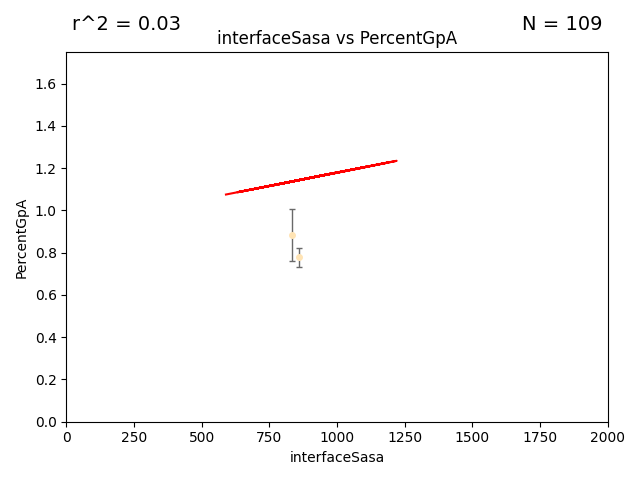 r^2 = 0.03
N = 109
interfaceSasa vs PercentGpA
1.6
1.4
1.2
1.0
0.8
0.6
0.4
0.2
0.0
PercentGpA
0 250 500 750 1000 1250 1500 1750 2000
interfaceSasa